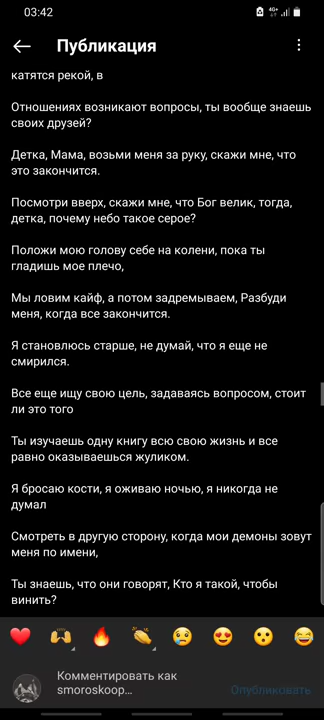 03:42
4G+
Публикация
катятся рекой, в
Отношениях возникают вопросы, ты вообще знаешь
своих друзей?
Детка, Мама, возьми меня за руку, скажи мне, что
это закончится.
Посмотри вверх, скажи мне, что Бог велик, тогда,
детка, почему небо такое серое?
Положи мою голову себе на колени, пока ты
гладишь мое плечо,
Мы ловим кайф, а потом задремываем, Разбуди
меня, когда все закончится.
Я становлюсь старше, не думай, что я еще не
смирился.
Все еще ищу свою цель, задаваясь вопросом, стоит
ли это того
Ты изучаешь одну книгу всю свою жизнь и все
равно оказываешься жуликом.
Я бросаю кости, я оживаю ночью, я никогда не
думал
Смотреть в другую сторону, когда мои демоны зовут
меня по имени,
Ты знаешь, что они говорят, Кто я такой, чтобы
винить?
Комментировать как
smoroskoop...
Опубликовать